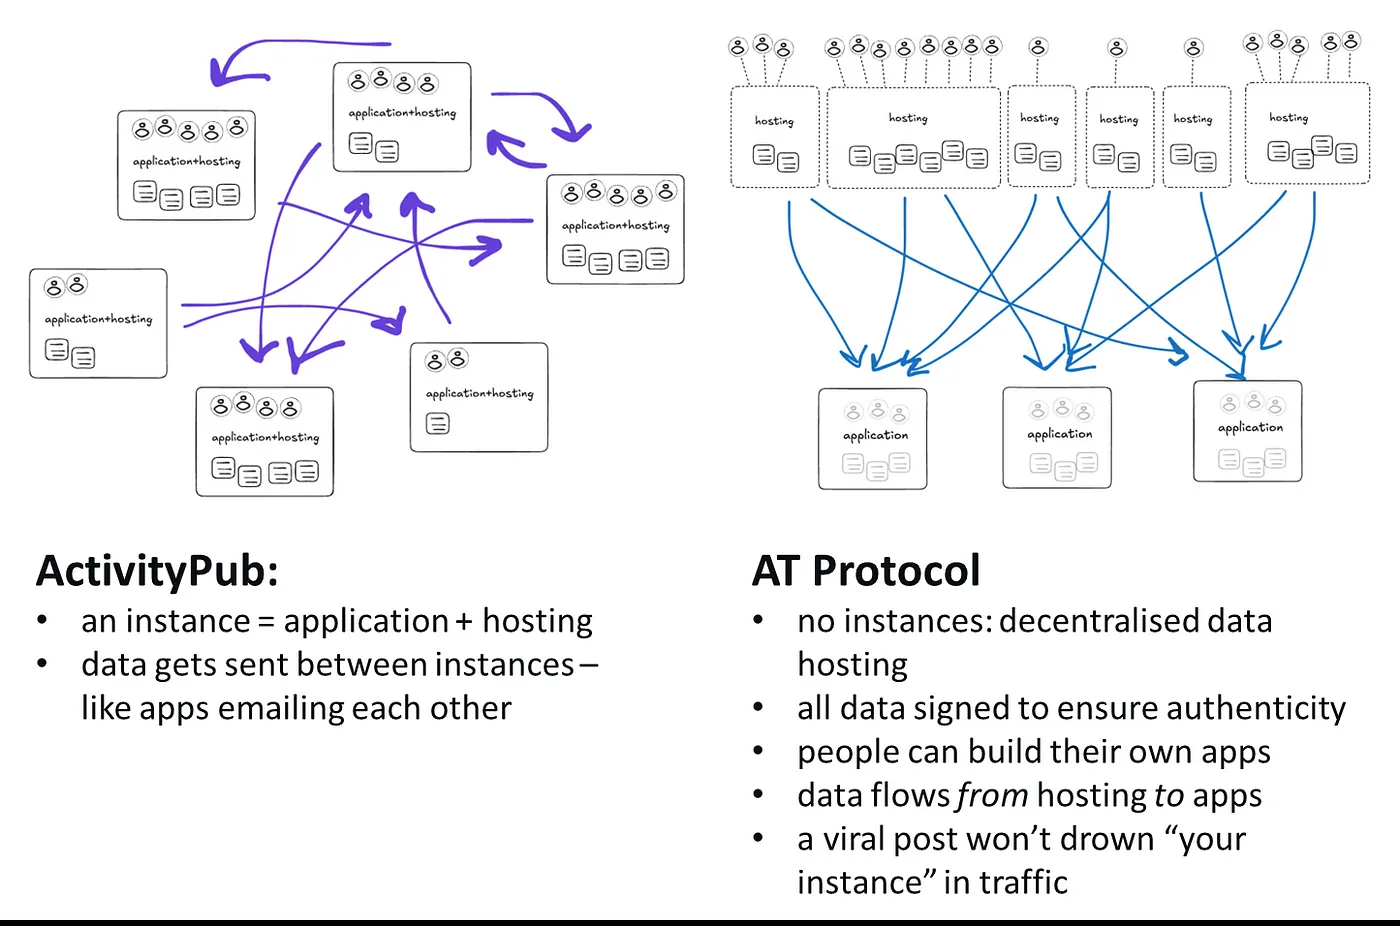 application+hosting
application+hosting
application+hosting
application+hosting
application+hosting
application+hosting
hosting
hosting
hosting
hosting
hosting
hosting
application
application
application
ActivityPub:
• an instance = application + hosting
• data gets sent between instances –
like apps emailing each other
AT Protocol
• no instances: decentralised data
hosting
• all data signed to ensure authenticity
• people can build their own apps
• data flows from hosting to apps
• a viral post won’t drown “your
instance” in traffic